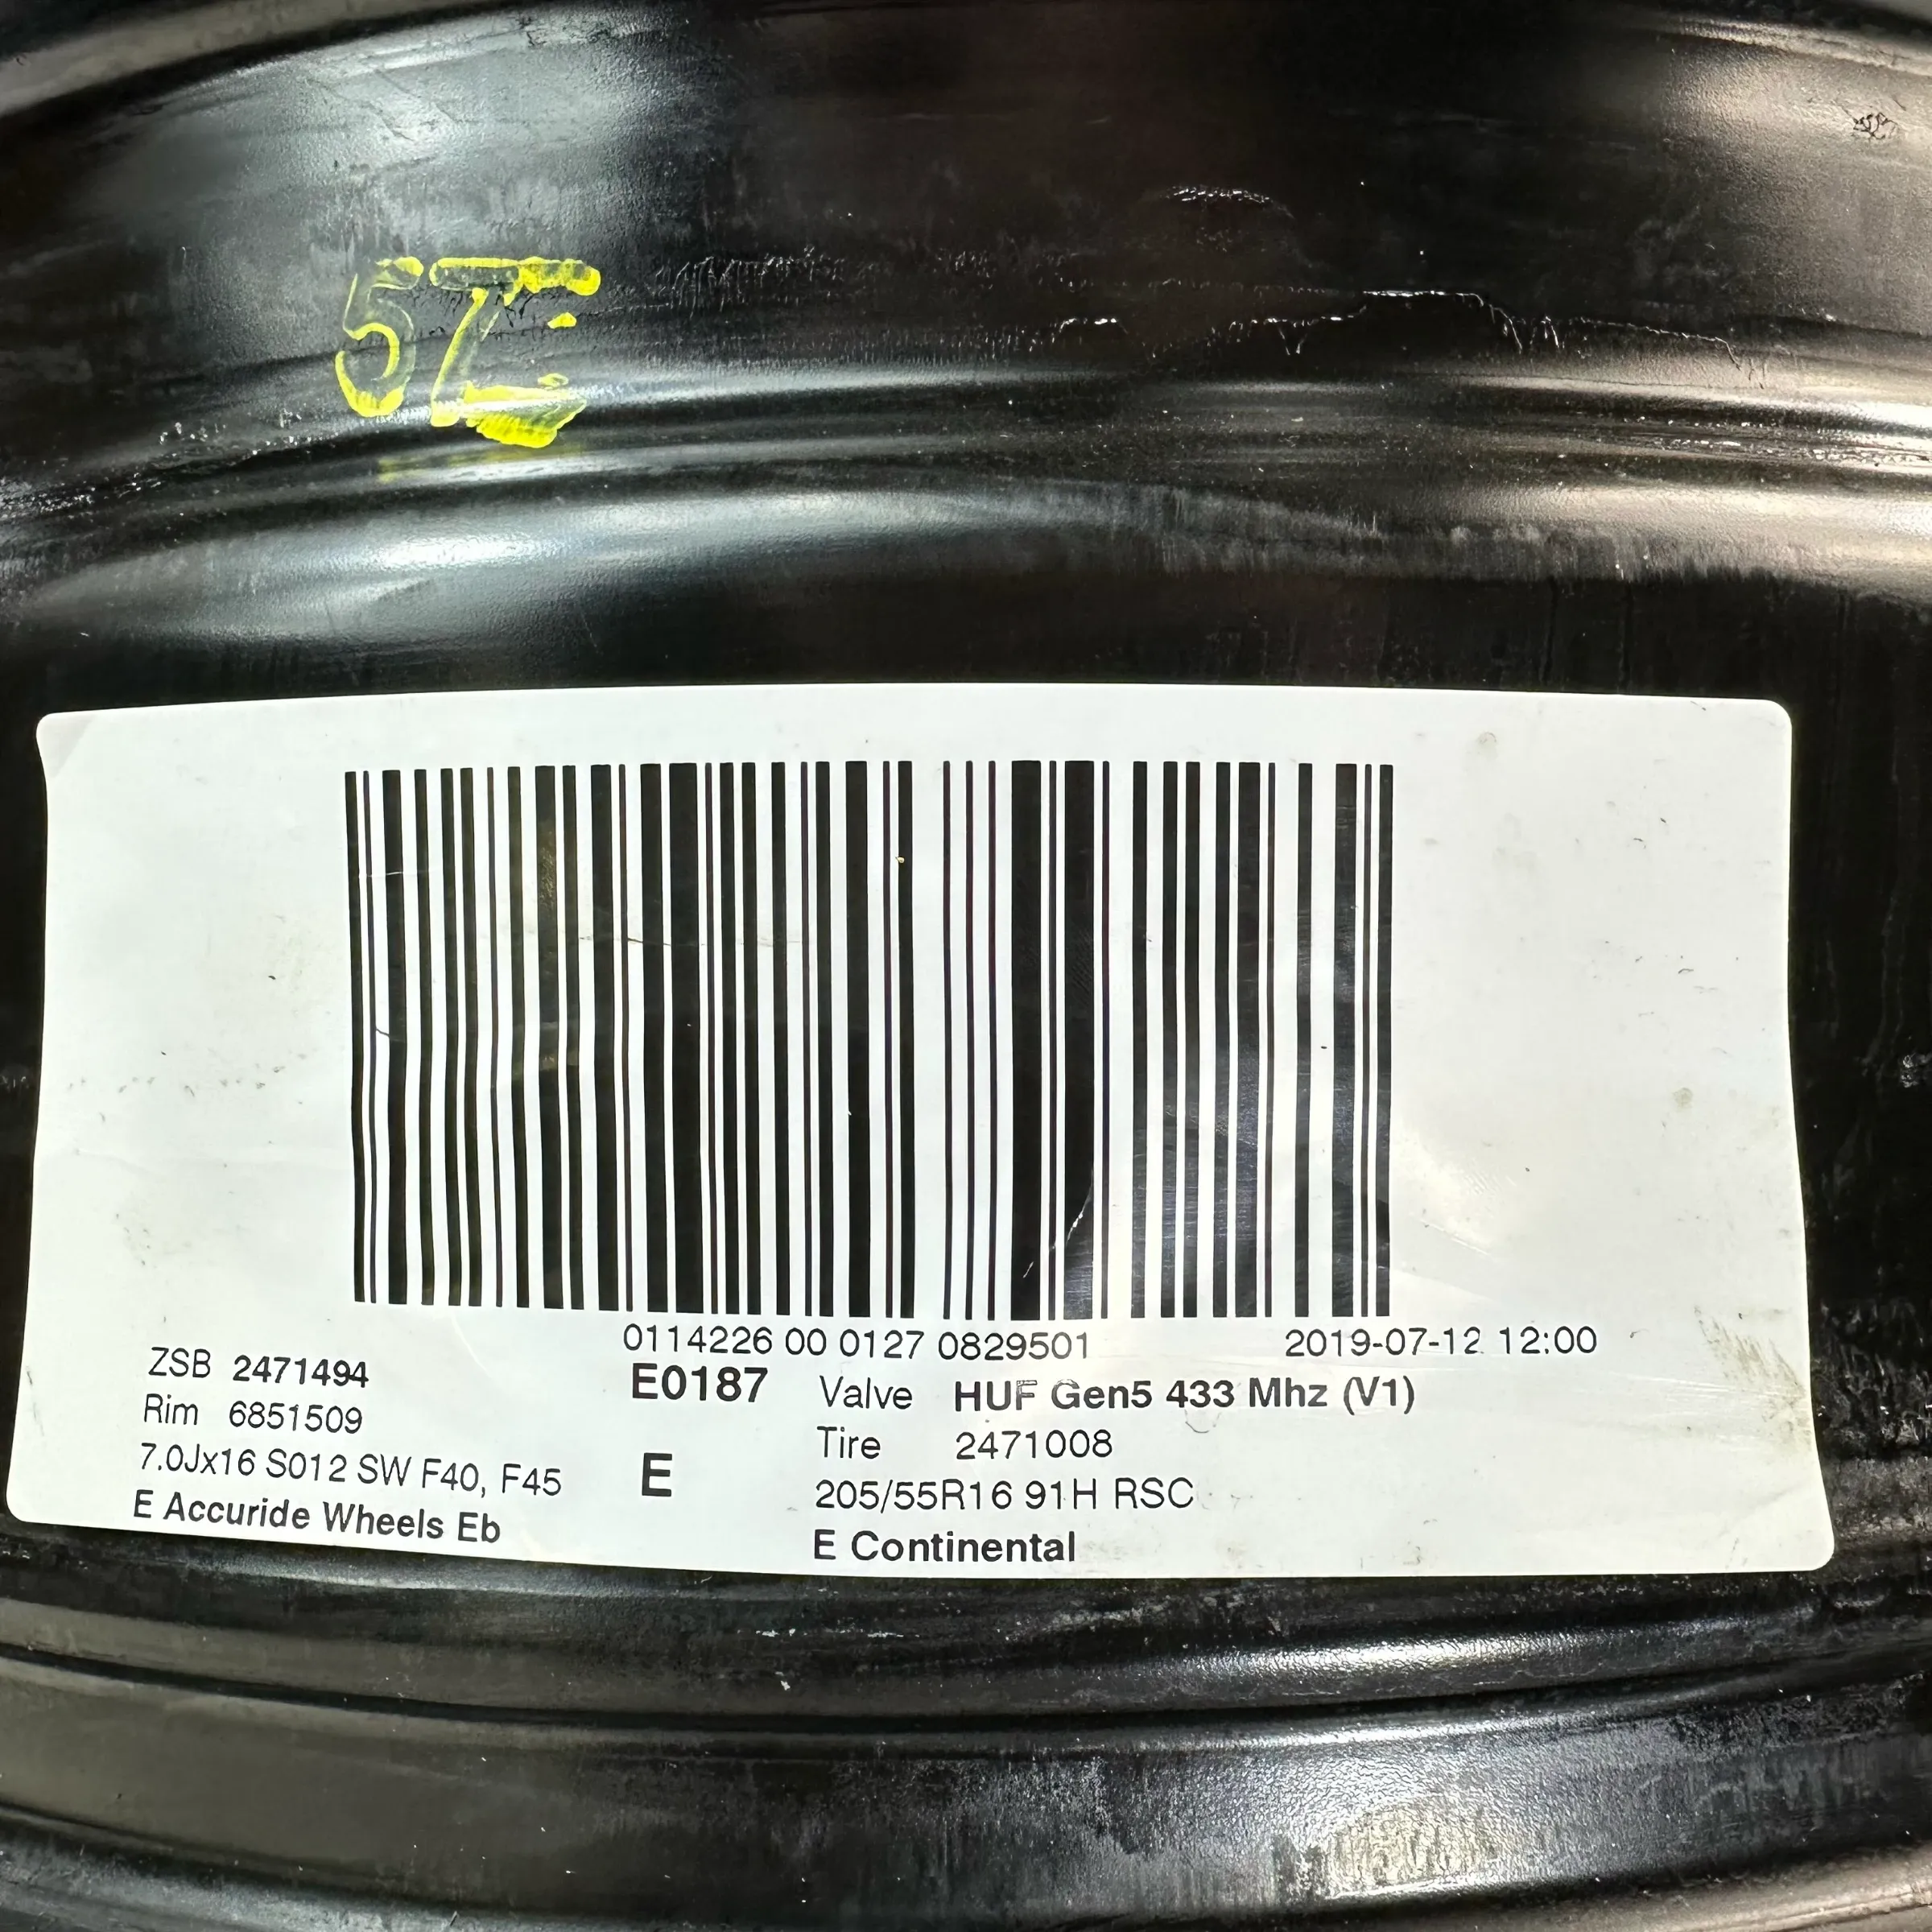 0114226 00 0127 0829501
2019-07-12 12:00
ZSB 2471494
Rim 6851509
7.0Jx16 S012 SW F40, F45
E Accuride Wheels Eb
E0187
E
Valve HUF Gen5 433 Mhz (V1)
Tire 2471008
205/55R16 91H RSC
E Continental